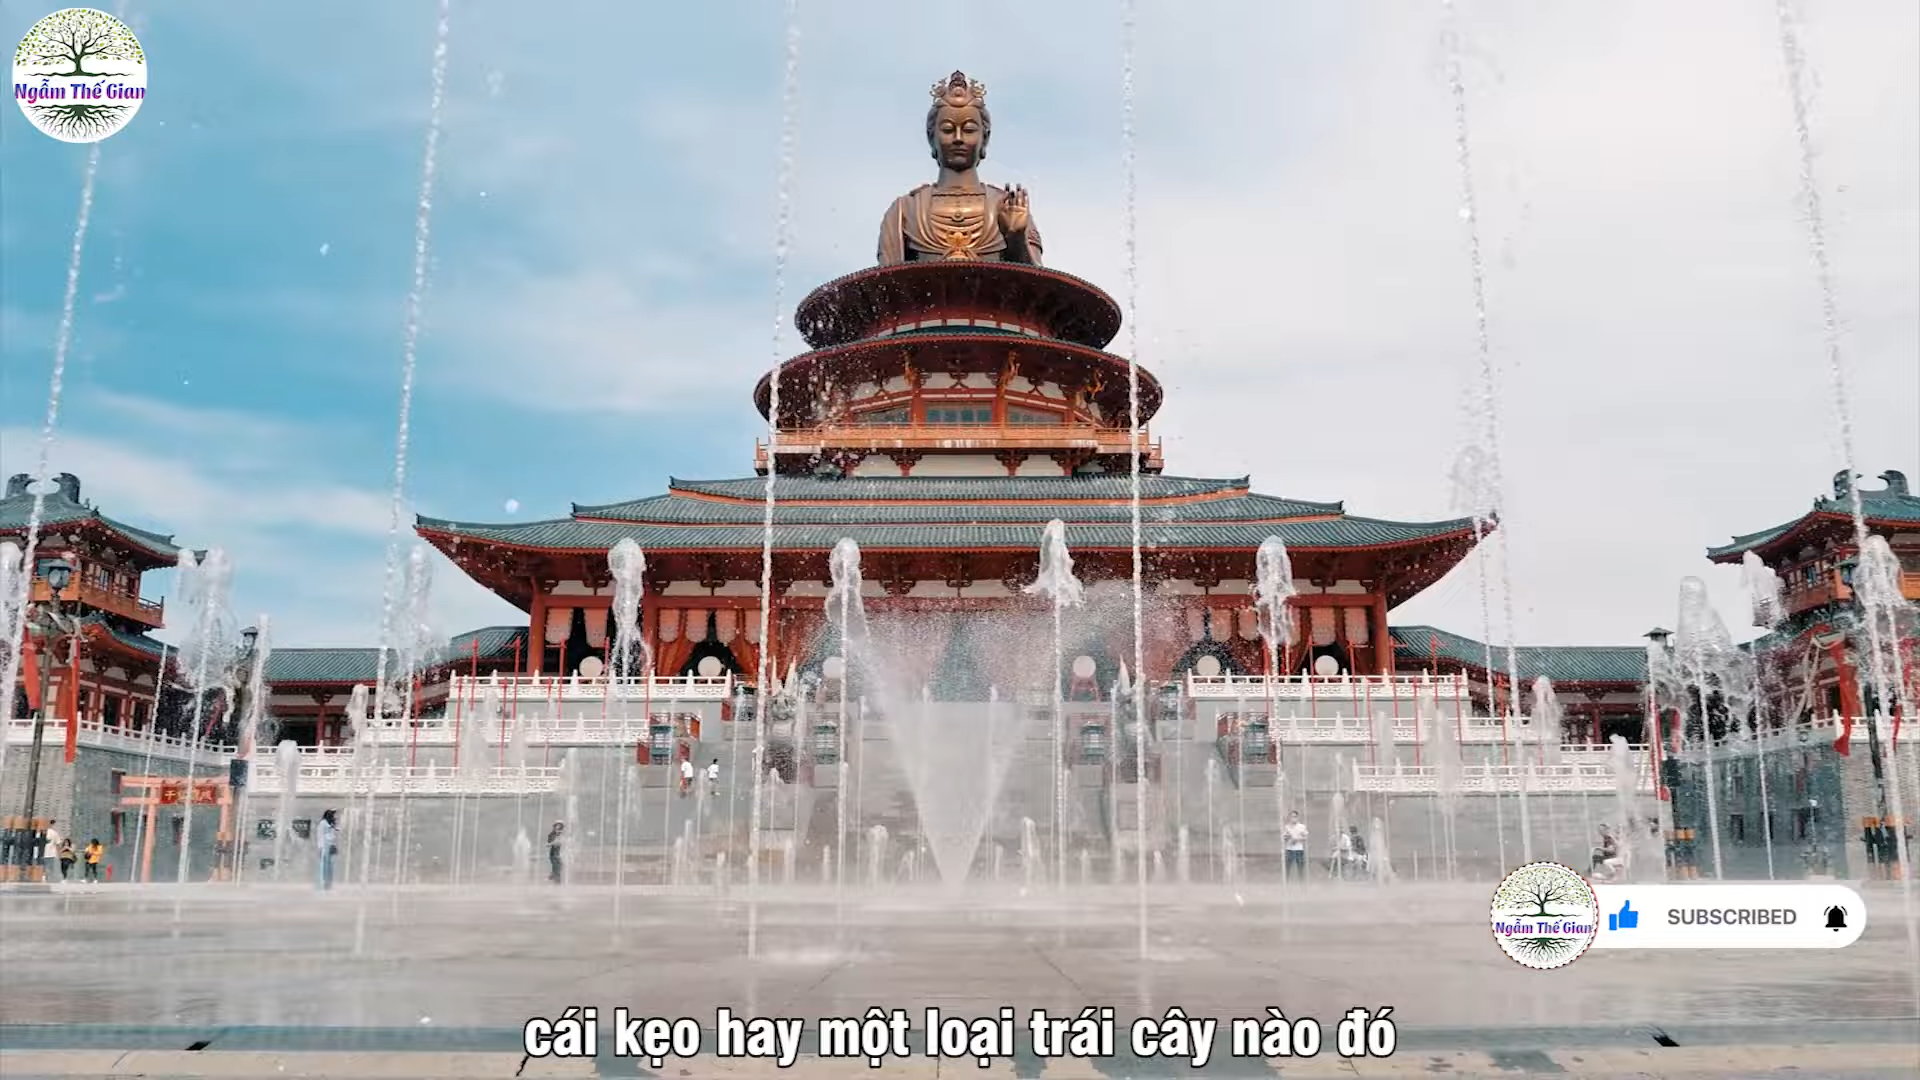 Ngẫm Thế Gian
Ngẫm Thế Gian
SUBSCRIBED
cái kẹo hay một loại trái cây nào đó